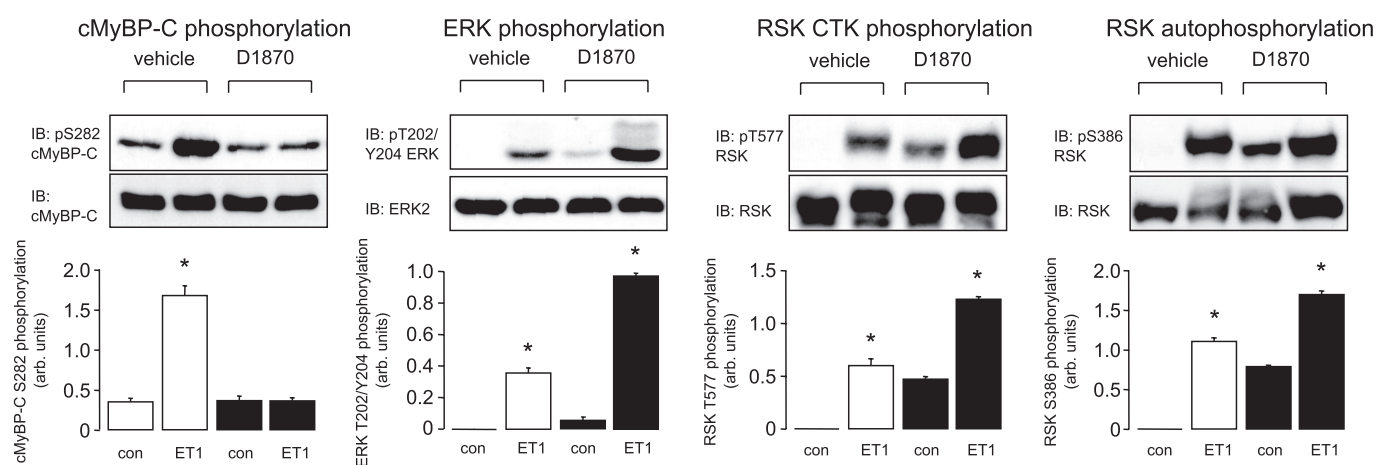 cMyBP-C phosphorylation
vehicle
D1870
IB: pS282
cMyBP-C
IB:
cMyBP-C
cMyBP-C S282 phosphorylation
(arb. units)
2.0
1.5
1.0
0.5
0
*
con
ET1
con
ET1
ERK phosphorylation
vehicle
D1870
IB: pT202/
Y204 ERK
IB: ERK2
ERK T202/Y204 phosphorylation
(arb. units)
1.0
0.8
0.6
0.4
0.2
0
*
*
con
ET1
con
ET1
RSK CTK phosphorylation
vehicle
D1870
IB: pT577
RSK
IB: RSK
RSK T577 phosphorylation
(arb. units)
1.5
1.0
0.5
0
*
*
con
ET1
con
ET1
RSK autophosphorylation
vehicle
D1870
IB: pS386
RSK
IB: RSK
RSK S386 phosphorylation
(arb. units)
2.0
1.5
1.0
0.5
0
*
*
con
ET1
con
ET1